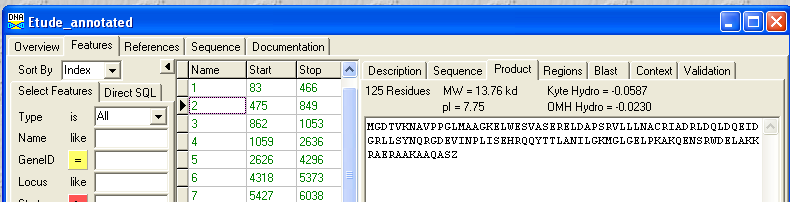 DNA Etude_annotated
Overview Features References Sequence Documentation
Sort By Index
Select Features Direct SQL
Type is All
Name like
GeneID =
Locus like
Name Start Stop
1 83 466
2 475 849
3 862 1053
4 1059 2636
5 2626 4296
6 4318 5373
7 5427 6038
Description Sequence Product Regions Blast Context Validation
125 Residues MW = 13.76 kd Kyte Hydro = -0.0587
pI = 7.75 OMH Hydro = -0.0230
MGDTVKNAVPPGLMAAGKELWESVASERELDAPSRVLLLNACRIADRLDQLDQEID
GRLLSYNQRGDEVINPLISEHRQQYTTLANILGKMGLGELPKAKQENSRWDELAKK
RAERAAKAAQASZ